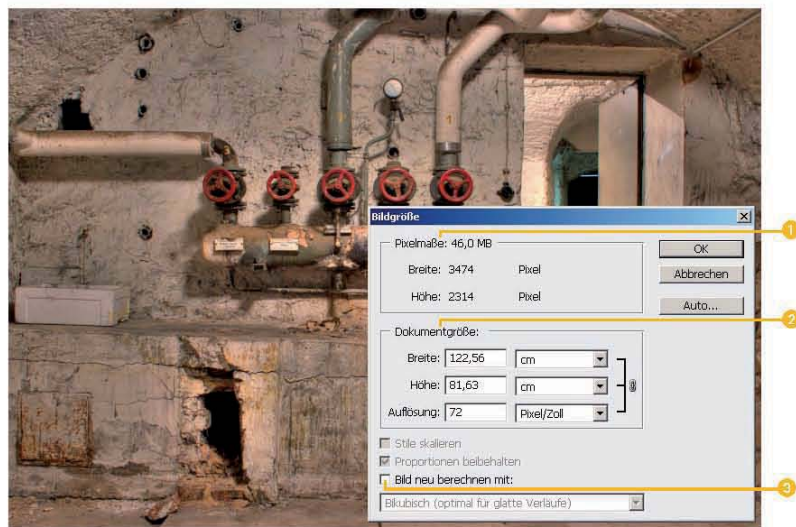 1
Bildgröße
Pixelmaße: 46,0 MB
Breite: 3474 Pixel
Höhe: 2314 Pixel
OK
Abbrechen
Auto...
Dokumentgröße:
Breite: 122,56 cm
Höhe: 81,63 cm
Auflösung: 72 Pixel/Zoll
Stile skalieren
Proportionen beibehalten
Bild neu berechnen mit:
Bikubisch (optimal für glatte Verläufe)
1
2
3